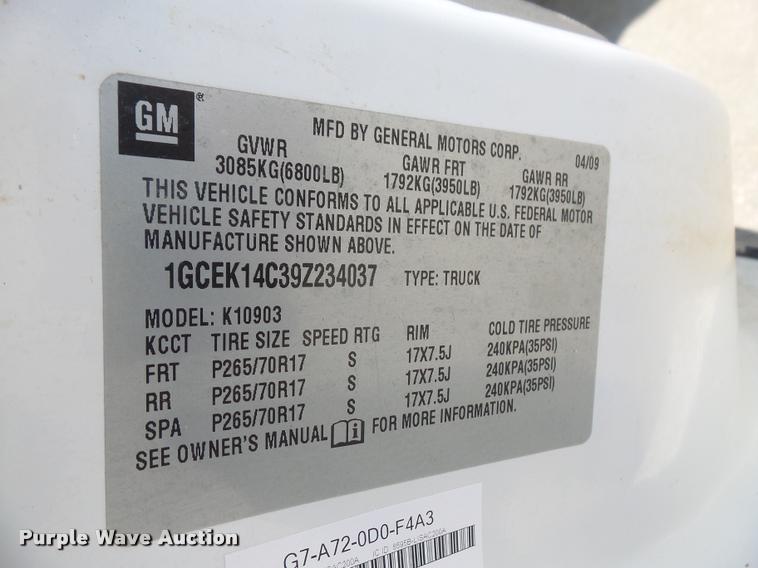 GM
MFD BY GENERAL MOTORS CORP. 04/09
GVWR GAWR FRT GAWR RR
3085KG(6800LB) 1792KG(3950LB) 1792KG(3950LB)
THIS VEHICLE CONFORMS TO ALL APPLICABLE U.S. FEDERAL MOTOR
VEHICLE SAFETY STANDARDS IN EFFECT ON THE DATE OF
MANUFACTURE SHOWN ABOVE.
1GCEK14C39Z234037 TYPE: TRUCK
MODEL: K10903
KCCT TIRE SIZE SPEED RTG RIM COLD TIRE PRESSURE
FRT P265/70R17 S 17X7.5J 240KPA(35PSI)
RR P265/70R17 S 17X7.5J 240KPA(35PSI)
SPA P265/70R17 S 17X7.5J 240KPA(35PSI)
SEE OWNER'S MANUAL FOR MORE INFORMATION.
G7-A72-0D0-F4A3
Purple Wave Auction